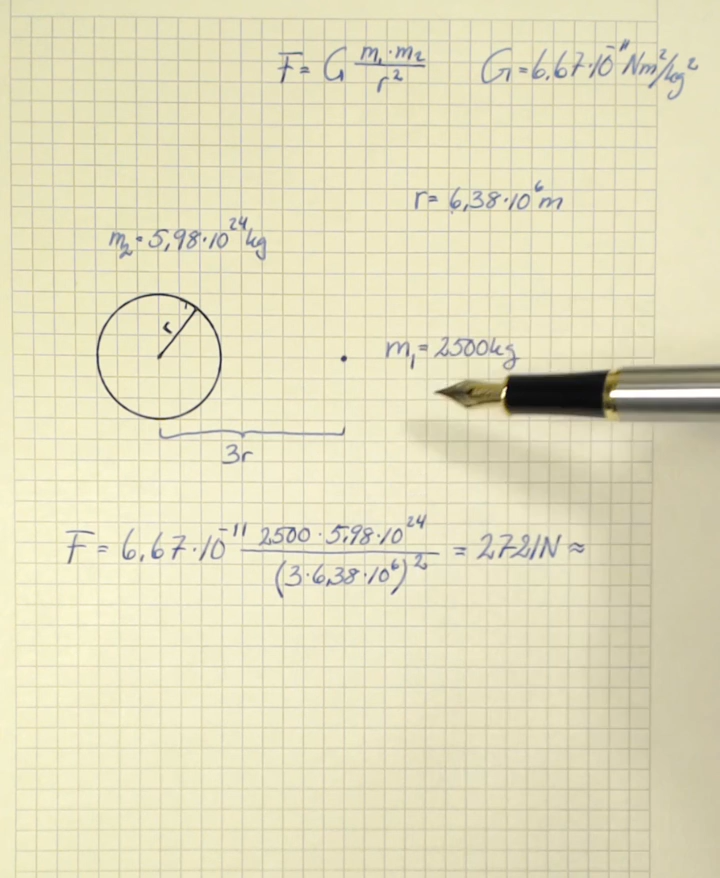 F = G m₁·m₂/r² G = 6,67·10⁻¹¹ Nm²/kg²
r = 6,38·10⁶ m
m₂ = 5,98·10²⁴ kg
r
m₁ = 2500kg
3r
F = 6,67·10⁻¹¹ 2500·5,98·10²⁴/(3·6,38·10⁶)² = 2721N ≈